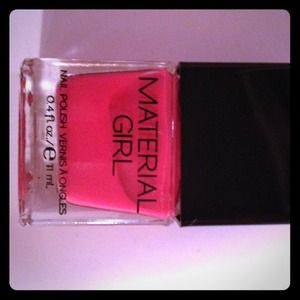 MATERIAL
GIRL
NAIL POLISH VERNIS À ONGLES
0.4 fl oz./℮ 11 mL